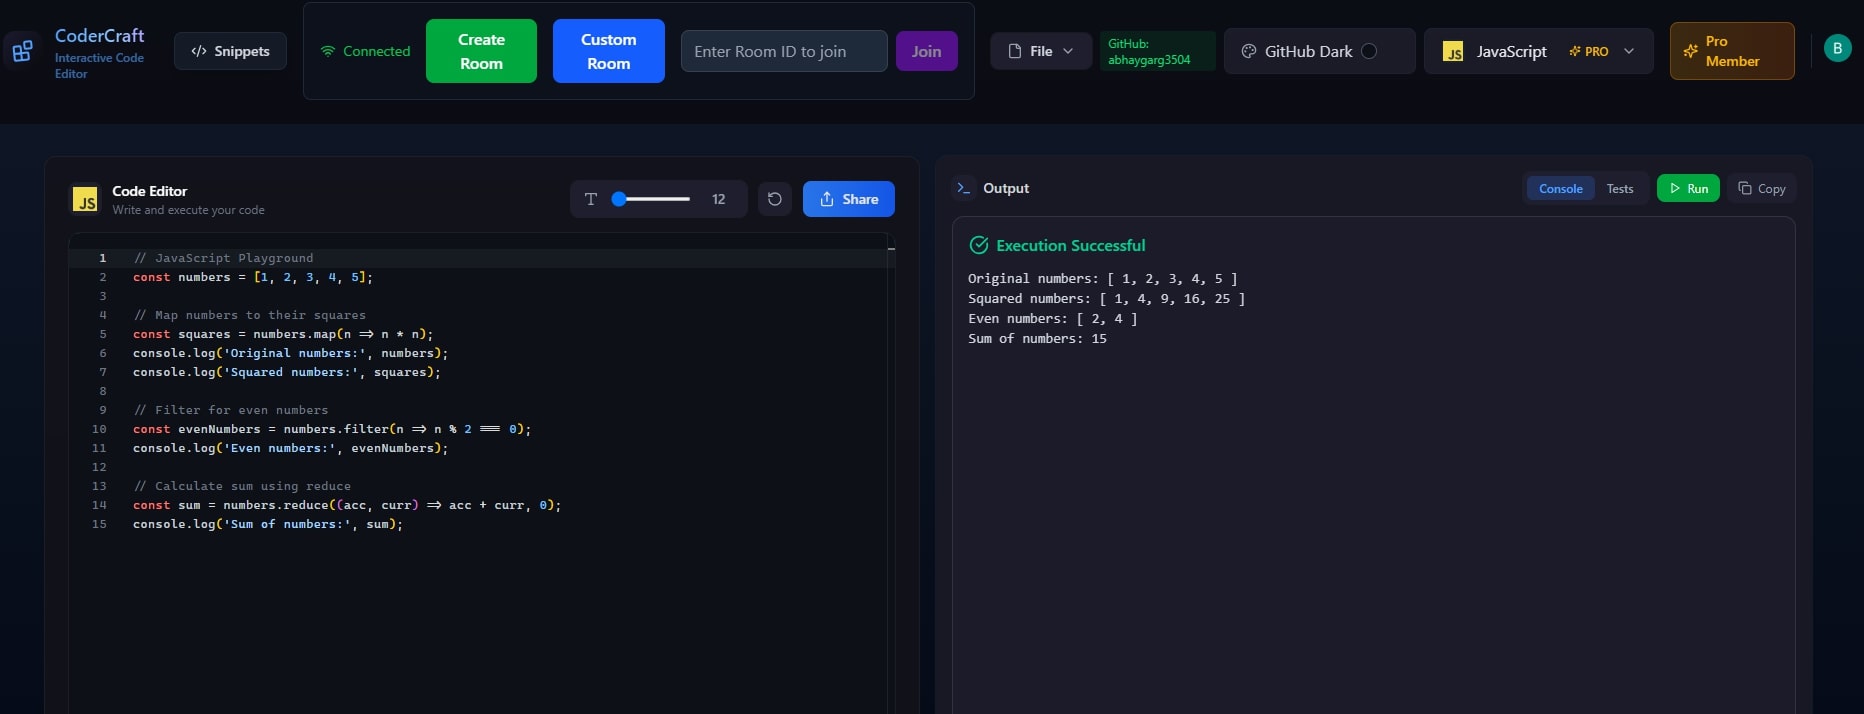 CoderCraft
Interactive Code
Editor
</> Snippets
Connected
Create
Room
Custom
Room
Enter Room ID to join
Join
File
GitHub:
abhaygarg3504
GitHub Dark
JS
JavaScript
PRO
Pro
Member
B
JS
Code Editor
Write and execute your code
T
12
Share
1 // JavaScript Playground
2 const numbers = [1, 2, 3, 4, 5];
3
4 // Map numbers to their squares
5 const squares = numbers.map(n => n * n);
6 console.log('Original numbers:', numbers);
7 console.log('Squared numbers:', squares);
8
9 // Filter for even numbers
10 const evenNumbers = numbers.filter(n => n % 2 === 0);
11 console.log('Even numbers:', evenNumbers);
12
13 // Calculate sum using reduce
14 const sum = numbers.reduce((acc, curr) => acc + curr, 0);
15 console.log('Sum of numbers:', sum);
Output
Console
Tests
Run
Copy
Execution Successful
Original numbers: [ 1, 2, 3, 4, 5 ]
Squared numbers: [ 1, 4, 9, 16, 25 ]
Even numbers: [ 2, 4 ]
Sum of numbers: 15